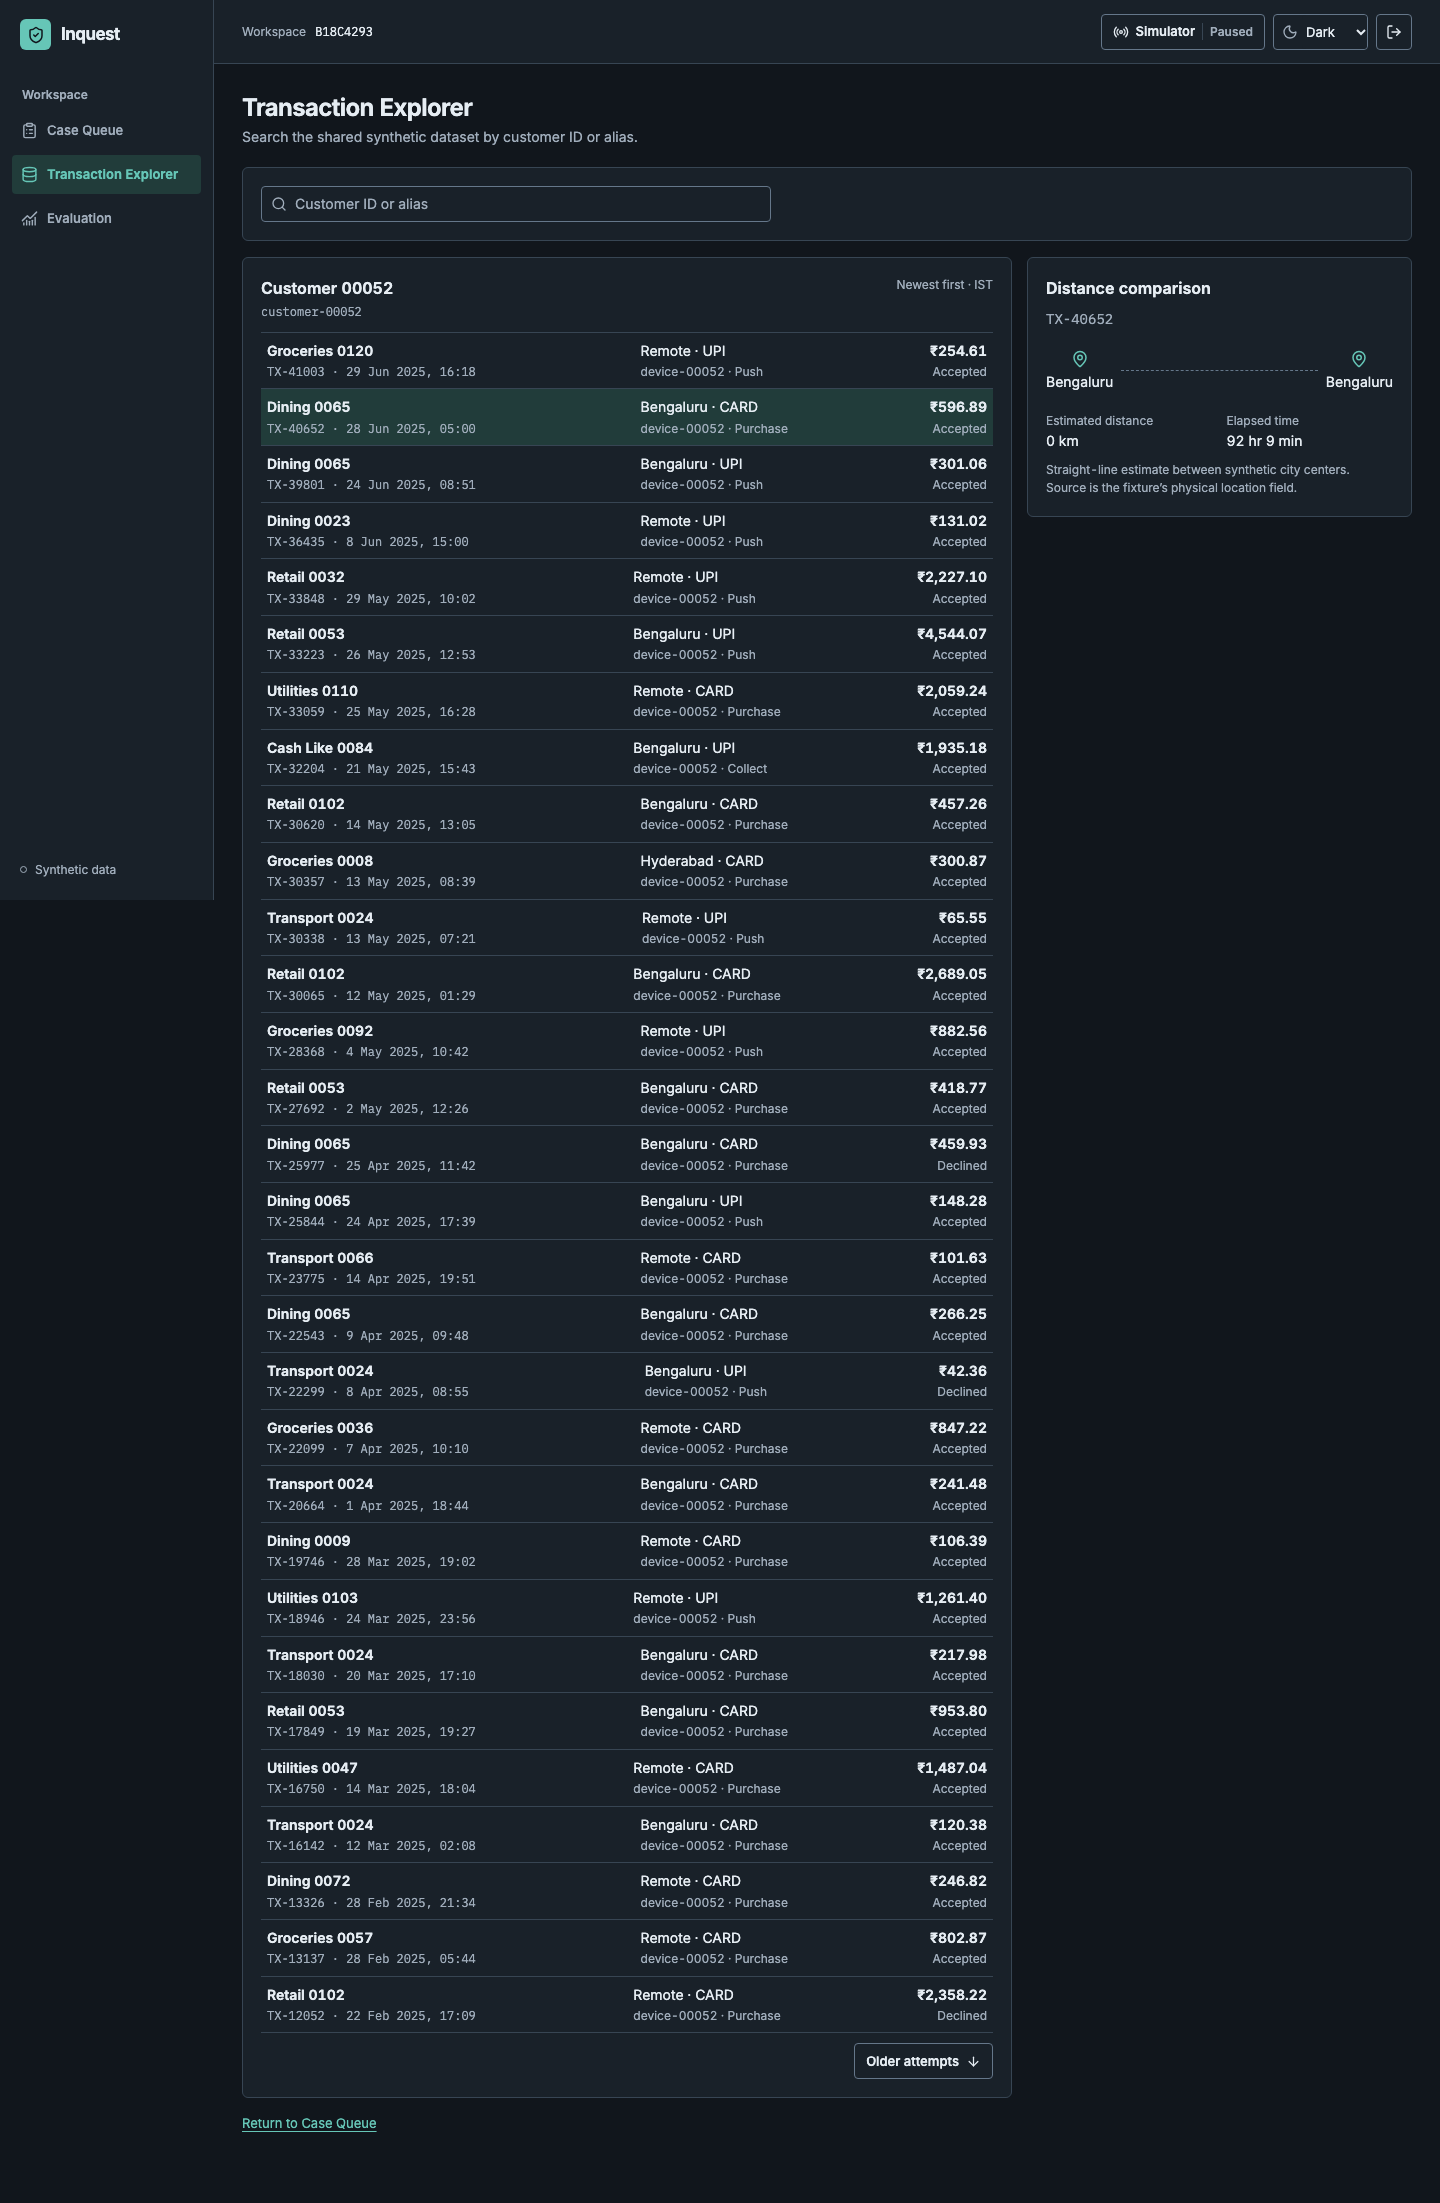 Inquest
Workspace
Case Queue
Transaction Explorer
Evaluation
Synthetic data
Workspace B18C4293
Simulator Paused
Dark
Transaction Explorer
Search the shared synthetic dataset by customer ID or alias.
Customer ID or alias
Customer 00052
Newest first · IST
customer-00052
Groceries 0120 Remote · UPI ₹254.61
TX-41003 · 29 Jun 2025, 16:18 device-00052 · Push Accepted
Dining 0065 Bengaluru · CARD ₹596.89
TX-40652 · 28 Jun 2025, 05:00 device-00052 · Purchase Accepted
Dining 0065 Bengaluru · UPI ₹301.06
TX-39801 · 24 Jun 2025, 08:51 device-00052 · Push Accepted
Dining 0023 Remote · UPI ₹131.02
TX-36435 · 8 Jun 2025, 15:00 device-00052 · Push Accepted
Retail 0032 Remote · UPI ₹2,227.10
TX-33848 · 29 May 2025, 10:02 device-00052 · Push Accepted
Retail 0053 Bengaluru · UPI ₹4,544.07
TX-33223 · 26 May 2025, 12:53 device-00052 · Push Accepted
Utilities 0110 Remote · CARD ₹2,059.24
TX-33059 · 25 May 2025, 16:28 device-00052 · Purchase Accepted
Cash Like 0084 Bengaluru · UPI ₹1,935.18
TX-32204 · 21 May 2025, 15:43 device-00052 · Collect Accepted
Retail 0102 Bengaluru · CARD ₹457.26
TX-30620 · 14 May 2025, 13:05 device-00052 · Purchase Accepted
Groceries 0008 Hyderabad · CARD ₹300.87
TX-30357 · 13 May 2025, 08:39 device-00052 · Purchase Accepted
Transport 0024 Remote · UPI ₹65.55
TX-30338 · 13 May 2025, 07:21 device-00052 · Push Accepted
Retail 0102 Bengaluru · CARD ₹2,689.05
TX-30065 · 12 May 2025, 01:29 device-00052 · Purchase Accepted
Groceries 0092 Remote · UPI ₹882.56
TX-28368 · 4 May 2025, 10:42 device-00052 · Push Accepted
Retail 0053 Bengaluru · CARD ₹418.77
TX-27692 · 2 May 2025, 12:26 device-00052 · Purchase Accepted
Dining 0065 Bengaluru · CARD ₹459.93
TX-25977 · 25 Apr 2025, 11:42 device-00052 · Purchase Declined
Dining 0065 Bengaluru · UPI ₹148.28
TX-25844 · 24 Apr 2025, 17:39 device-00052 · Push Accepted
Transport 0066 Remote · CARD ₹101.63
TX-23775 · 14 Apr 2025, 19:51 device-00052 · Purchase Accepted
Dining 0065 Bengaluru · CARD ₹266.25
TX-22543 · 9 Apr 2025, 09:48 device-00052 · Purchase Accepted
Transport 0024 Bengaluru · UPI ₹42.36
TX-22299 · 8 Apr 2025, 08:55 device-00052 · Push Declined
Groceries 0036 Remote · CARD ₹847.22
TX-22099 · 7 Apr 2025, 10:10 device-00052 · Purchase Accepted
Transport 0024 Bengaluru · CARD ₹241.48
TX-20664 · 1 Apr 2025, 18:44 device-00052 · Purchase Accepted
Dining 0009 Remote · CARD ₹106.39
TX-19746 · 28 Mar 2025, 19:02 device-00052 · Purchase Accepted
Utilities 0103 Remote · UPI ₹1,261.40
TX-18946 · 24 Mar 2025, 23:56 device-00052 · Push Accepted
Transport 0024 Bengaluru · CARD ₹217.98
TX-18030 · 20 Mar 2025, 17:10 device-00052 · Purchase Accepted
Retail 0053 Bengaluru · CARD ₹953.80
TX-17849 · 19 Mar 2025, 19:27 device-00052 · Purchase Accepted
Utilities 0047 Remote · CARD ₹1,487.04
TX-16750 · 14 Mar 2025, 18:04 device-00052 · Purchase Accepted
Transport 0024 Bengaluru · CARD ₹120.38
TX-16142 · 12 Mar 2025, 02:08 device-00052 · Purchase Accepted
Dining 0072 Remote · CARD ₹246.82
TX-13326 · 28 Feb 2025, 21:34 device-00052 · Purchase Accepted
Groceries 0057 Remote · CARD ₹802.87
TX-13137 · 28 Feb 2025, 05:44 device-00052 · Purchase Accepted
Retail 0102 Remote · CARD ₹2,358.22
TX-12052 · 22 Feb 2025, 17:09 device-00052 · Purchase Declined
Older attempts
Return to Case Queue
Distance comparison
TX-40652
Bengaluru Bengaluru
Estimated distance Elapsed time
0 km 92 hr 9 min
Straight-line estimate between synthetic city centers.
Source is the fixture's physical location field.